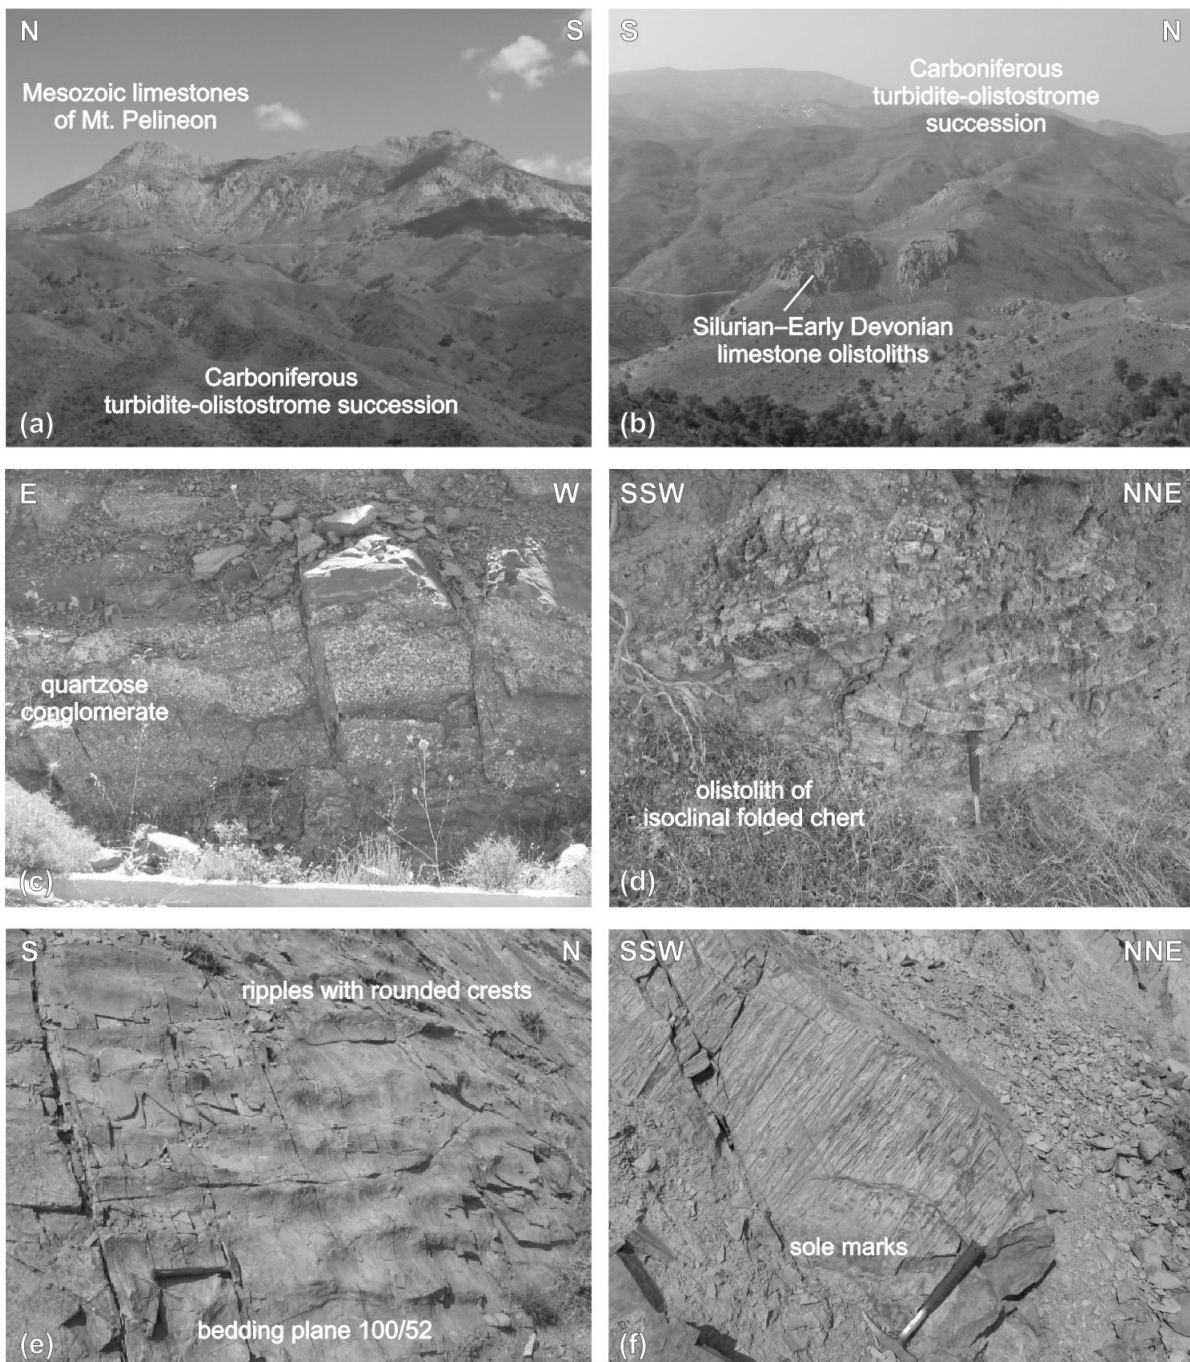 N
S
Mesozoic limestones
of Mt. Pelineon
Carboniferous
turbidite-olistostrome succession
(a)
S
N
Carboniferous
turbidite-olistostrome
succession
Silurian–Early Devonian
limestone olistoliths
(b)
E
W
quartzose
conglomerate
(c)
SSW
NNE
olistolith of
isoclinal folded chert
(d)
S
N
ripples with rounded crests
bedding plane 100/52
(e)
SSW
NNE
sole marks
(f)